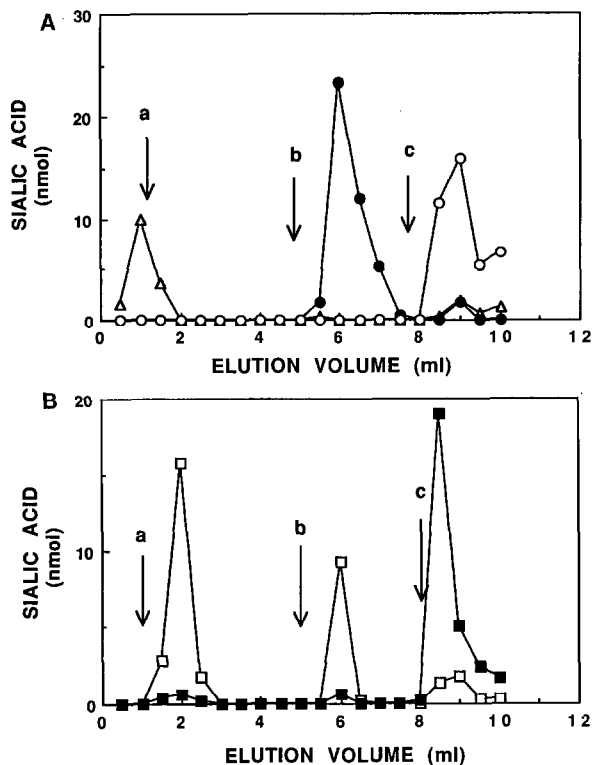 A
30
20
10
0
SIALIC ACID
(nmol)
a
b
c
0 2 4 6 8 10 12
ELUTION VOLUME (ml)
B
20
10
0
SIALIC ACID
(nmol)
a
b
c
0 2 4 6 8 10 12
ELUTION VOLUME (ml)